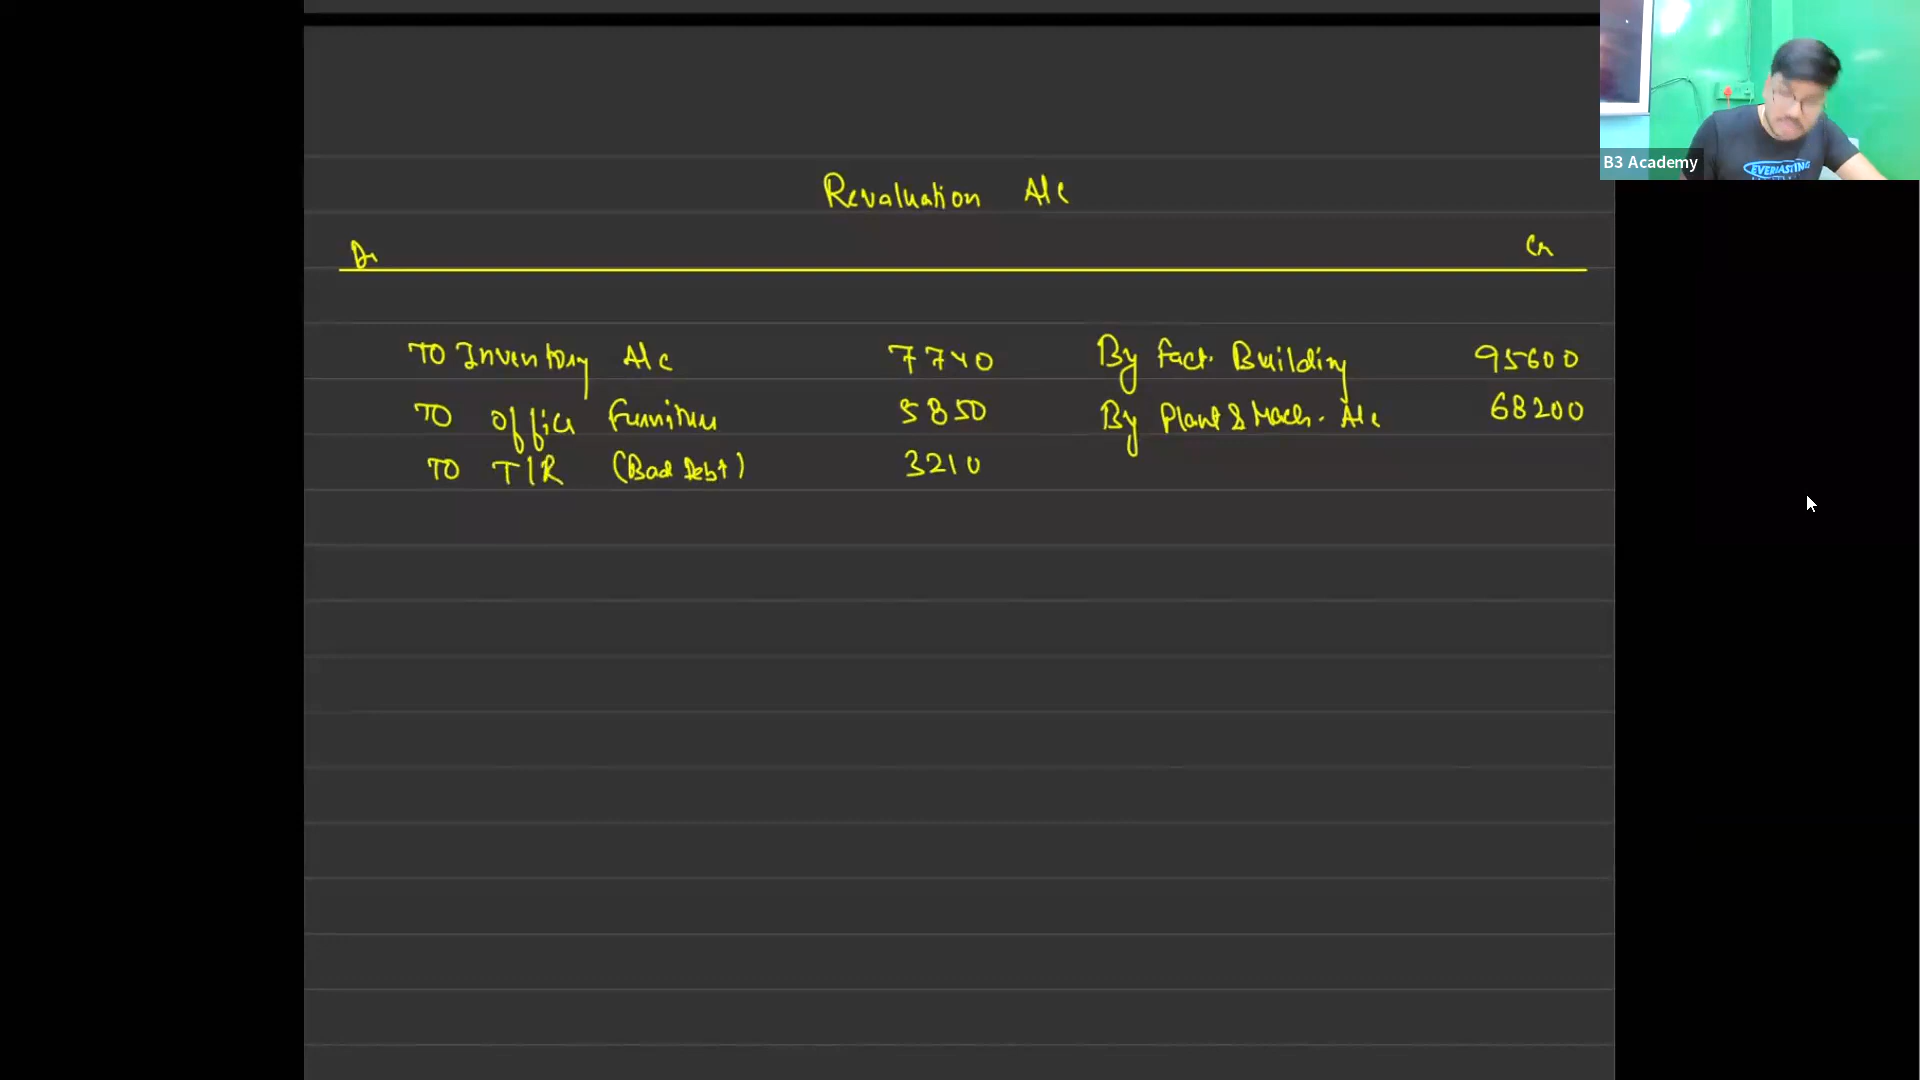 B3 Academy
EVERLASTING
Revaluation A/c
Dr Cr
TO Inventory A/c 7740 By Fact. Building 95600
TO Office Furniture 5850 By Plant & Mach. A/c 68200
TO T/R (Bad Debt) 3210